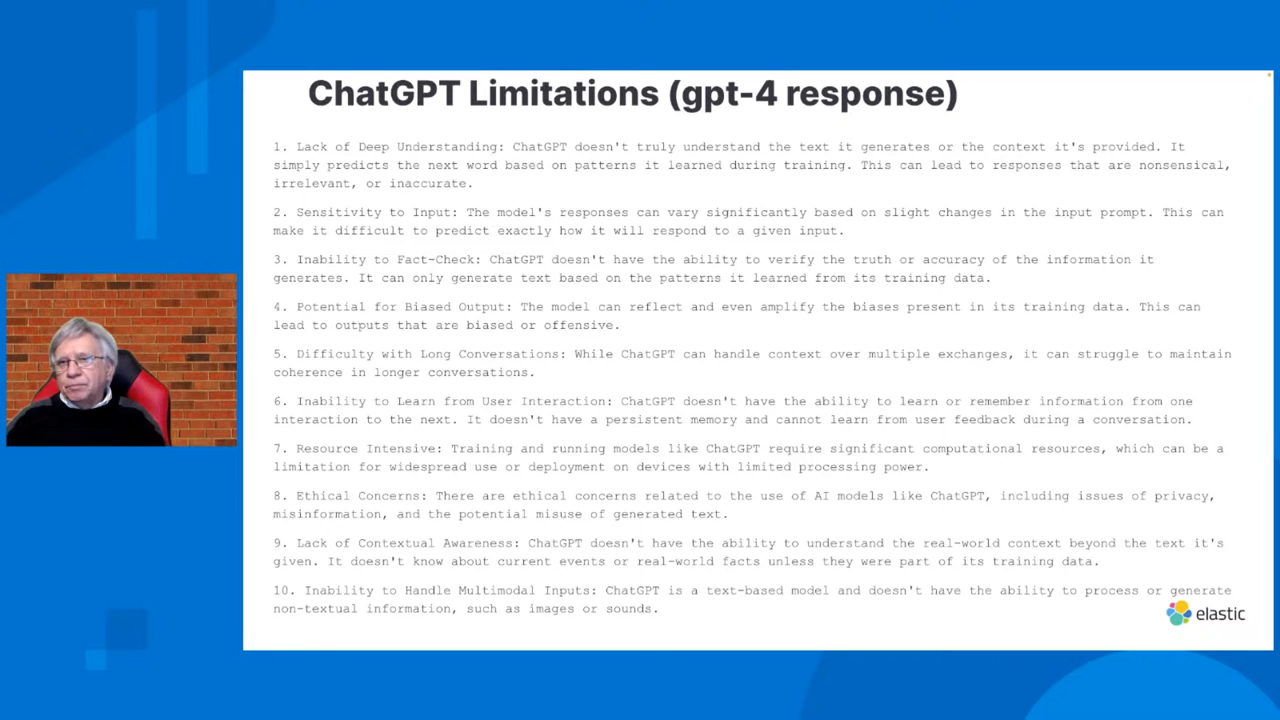 ChatGPT Limitations (gpt-4 response)
1. Lack of Deep Understanding: ChatGPT doesn't truly understand the text it generates or the context it's provided. It
simply predicts the next word based on patterns it learned during training. This can lead to responses that are nonsensical,
irrelevant, or inaccurate.
2. Sensitivity to Input: The model's responses can vary significantly based on slight changes in the input prompt. This can
make it difficult to predict exactly how it will respond to a given input.
3. Inability to Fact-Check: ChatGPT doesn't have the ability to verify the truth or accuracy of the information it
generates. It can only generate text based on the patterns it learned from its training data.
4. Potential for Biased Output: The model can reflect and even amplify the biases present in its training data. This can
lead to outputs that are biased or offensive.
5. Difficulty with Long Conversations: While ChatGPT can handle context over multiple exchanges, it can struggle to maintain
coherence in longer conversations.
6. Inability to Learn from User Interaction: ChatGPT doesn't have the ability to learn or remember information from one
interaction to the next. It doesn't have a persistent memory and cannot learn from user feedback during a conversation.
7. Resource Intensive: Training and running models like ChatGPT require significant computational resources, which can be a
limitation for widespread use or deployment on devices with limited processing power.
8. Ethical Concerns: There are ethical concerns related to the use of AI models like ChatGPT, including issues of privacy,
misinformation, and the potential misuse of generated text.
9. Lack of Contextual Awareness: ChatGPT doesn't have the ability to understand the real-world context beyond the text it's
given. It doesn't know about current events or real-world facts unless they were part of its training data.
10. Inability to Handle Multimodal Inputs: ChatGPT is a text-based model and doesn't have the ability to process or generate
non-textual information, such as images or sounds.
elastic